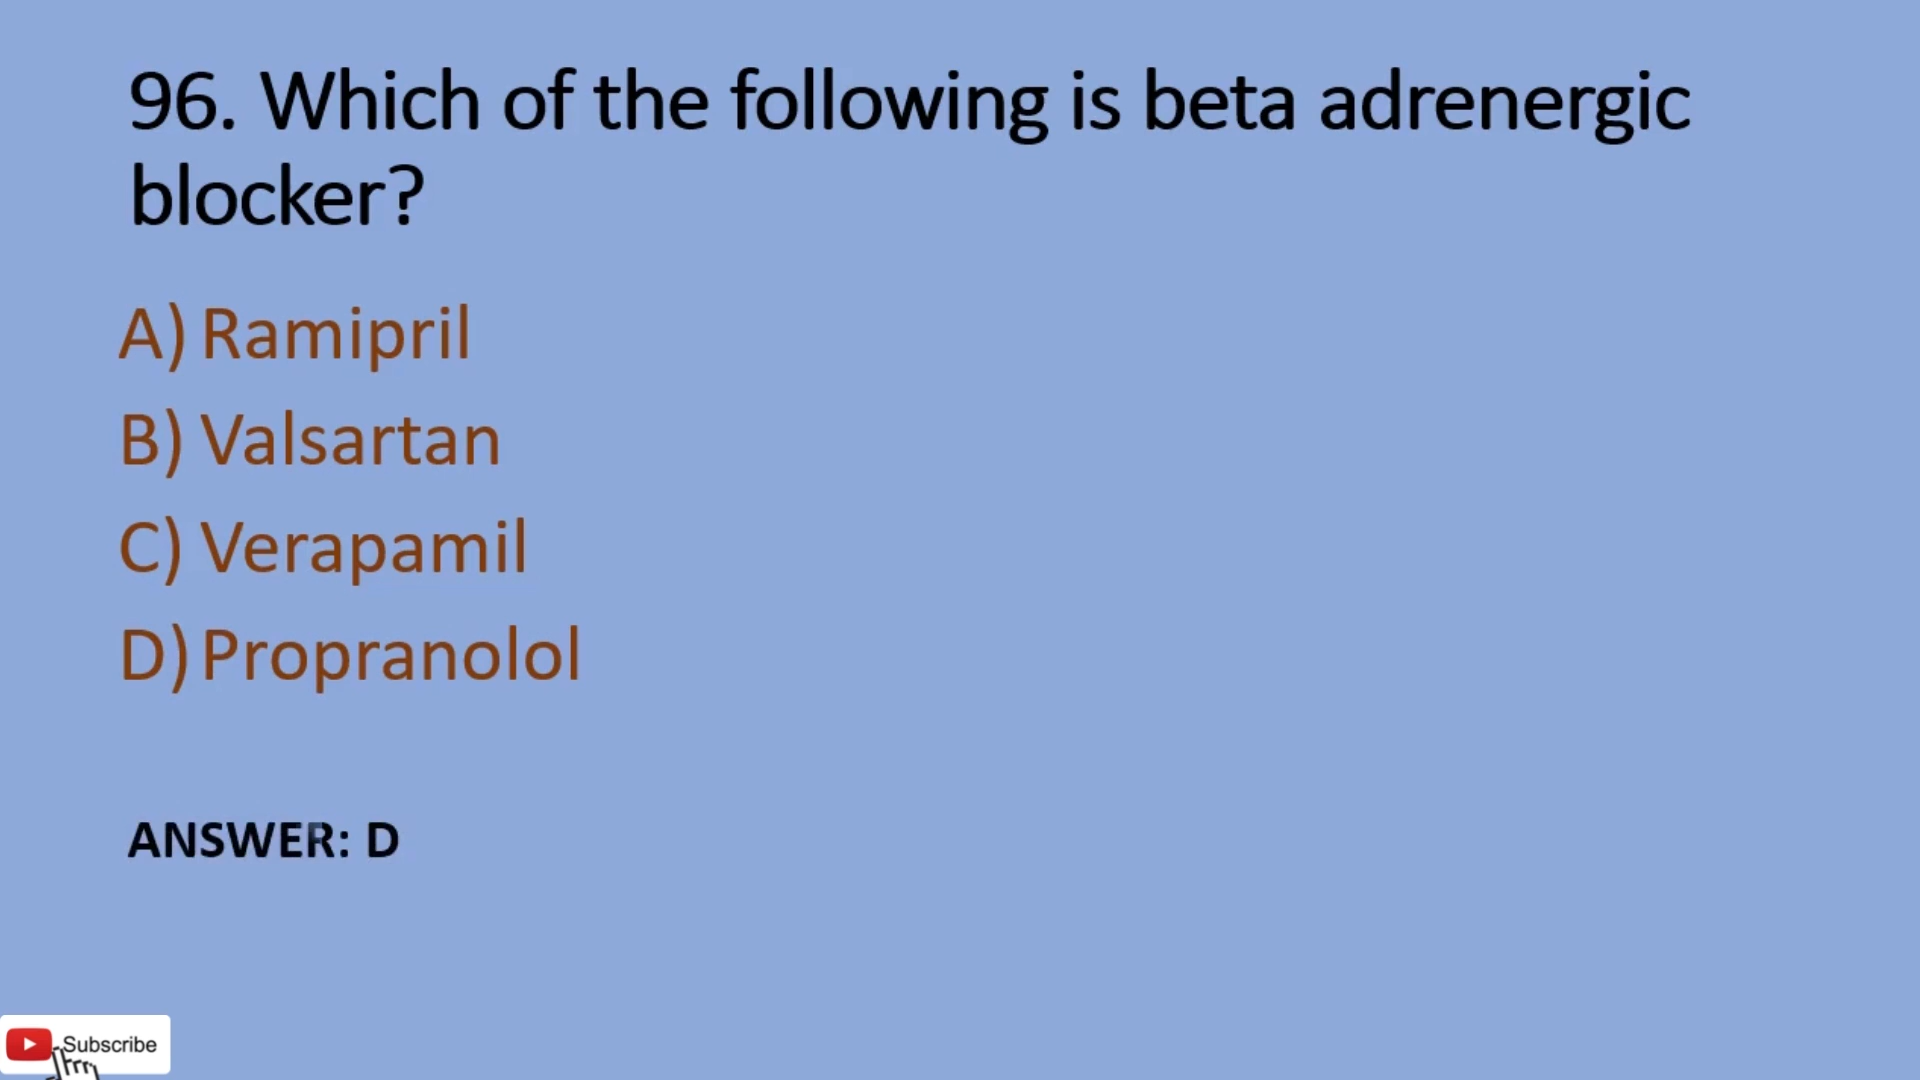 96. Which of the following is beta adrenergic
blocker?
A) Ramipril
B) Valsartan
C) Verapamil
D) Propranolol
ANSWER: D
Subscribe